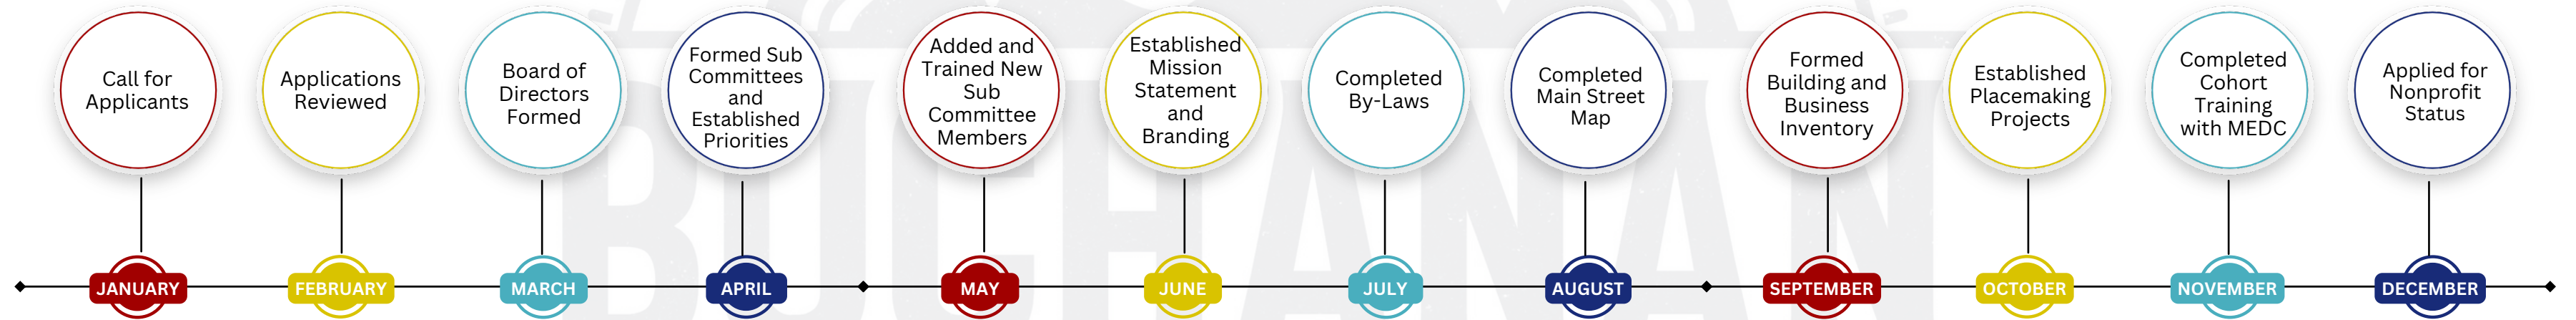 Call for
Applicants
Applications
Reviewed
Board of
Directors
Formed
Formed Sub
Committees
and
Established
Priorities
Added and
Trained New
Sub
Committee
Members
Established
Mission
Statement
and
Branding
Completed
By-Laws
Completed
Main Street
Map
Formed
Building and
Business
Inventory
Established
Placemaking
Projects
Completed
Cohort
Training
with MEDC
Applied for
Nonprofit
Status
BUCHANAN
JANUARY
FEBRUARY
MARCH
APRIL
MAY
JUNE
JULY
AUGUST
SEPTEMBER
OCTOBER
NOVEMBER
DECEMBER